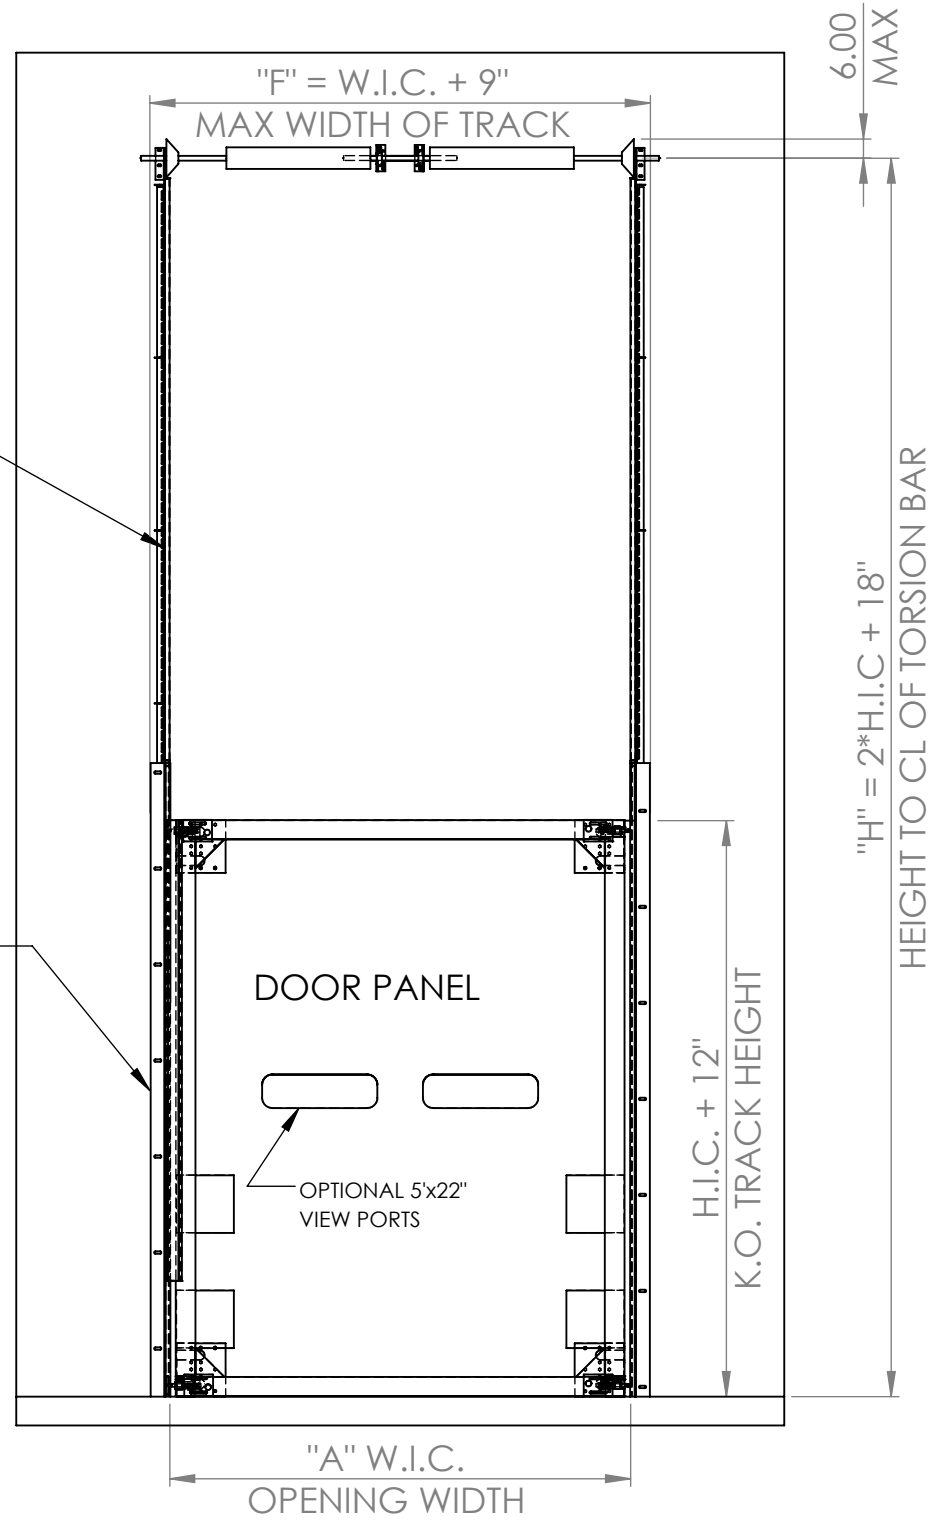 6.00
MAX
"F" = W.I.C. + 9"
MAX WIDTH OF TRACK
"H" = 2*H.I.C + 18"
HEIGHT TO CL OF TORSION BAR
DOOR PANEL
H.I.C. + 12"
K.O. TRACK HEIGHT
OPTIONAL 5'x22"
VIEW PORTS
"A" W.I.C.
OPENING WIDTH